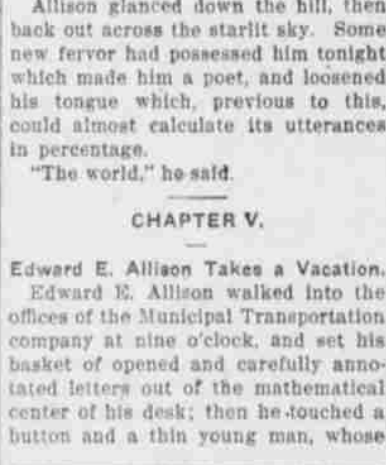 Allison glanced down the hill, then
back out across the starlit sky. Some
new fervor had possessed him tonight
which made him a poet, and loosened
his tongue which, previous to this,
could almost calculate its utterances
in percentage.
"The world," he said.
CHAPTER V.
Edward E. Allison Takes a Vacation.
Edward E. Allison walked into the
offices of the Municipal Transportation
company at nine o'clock, and set his
basket of opened and carefully anno-
tated letters out of the mathematical
center of his desk; then he touched a
button and a thin young man, whose